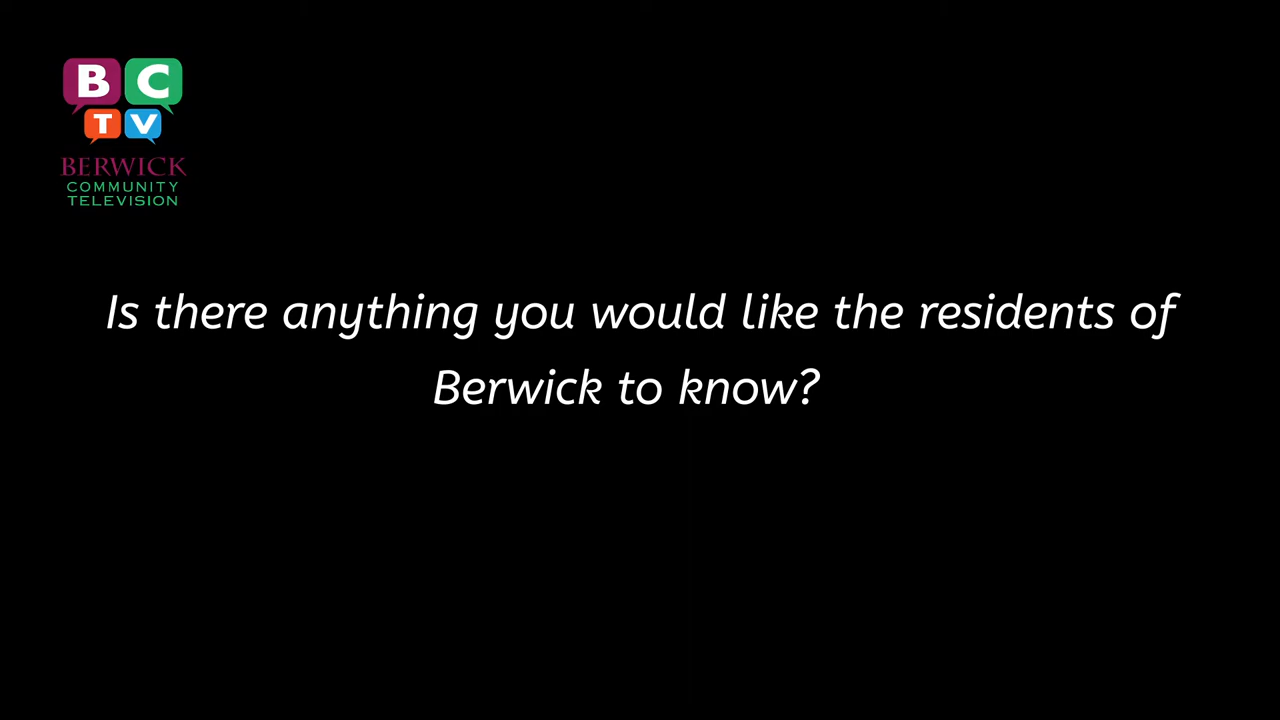 B C
T V
BERWICK
COMMUNITY
TELEVISION
Is there anything you would like the residents of
Berwick to know?